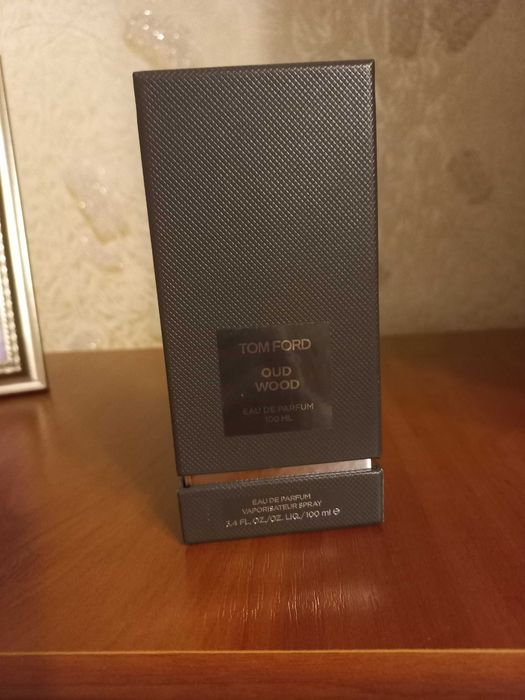 TOM FORD
OUD
WOOD
EAU DE PARFUM
100 ML
EAU DE PARFUM
VAPORISATEUR SPRAY
3.4 FL. OZ./OZ. LIQ./100 ml ℮